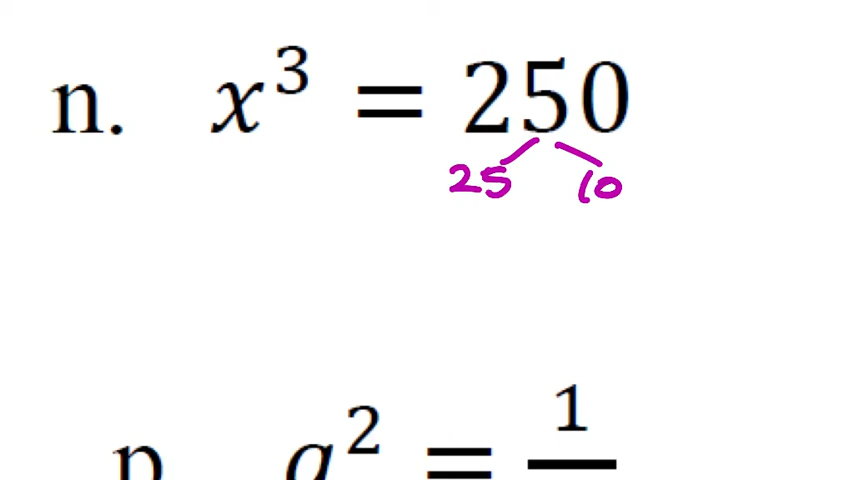 n. x³ = 250
25 10
p q² = 1